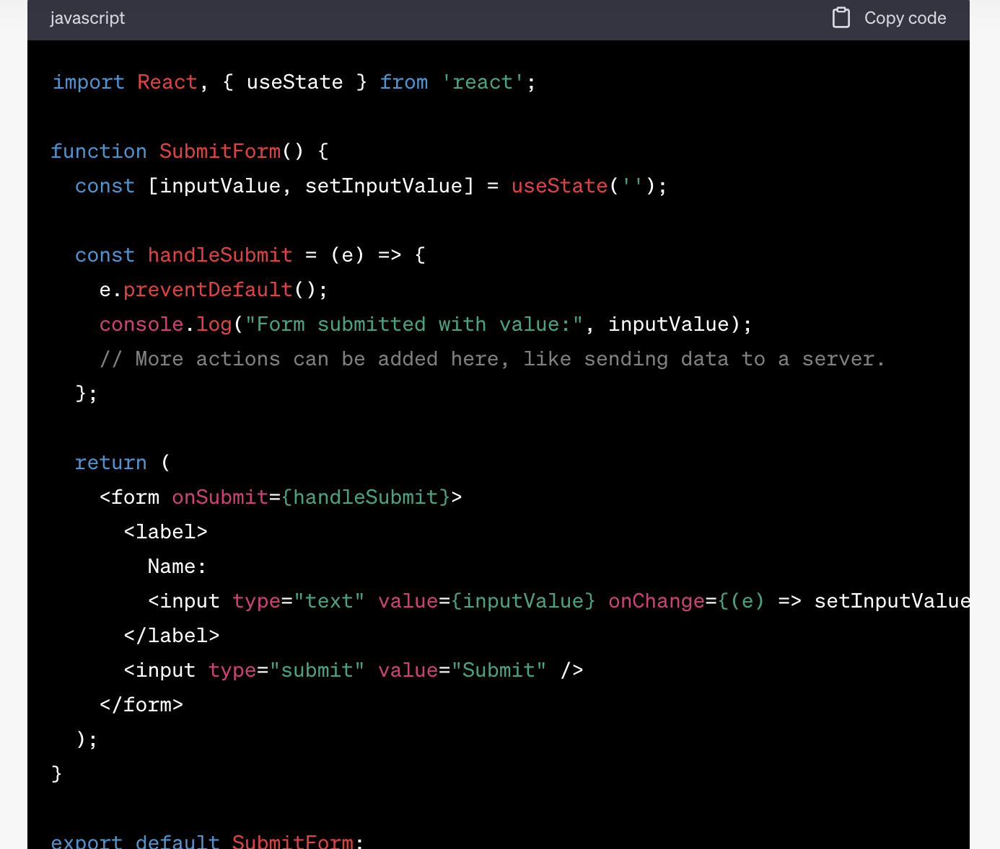 javascript
Copy code
import React, { useState } from 'react';
function SubmitForm() {
  const [inputValue, setInputValue] = useState('');
  const handleSubmit = (e) => {
    e.preventDefault();
    console.log("Form submitted with value:", inputValue);
    // More actions can be added here, like sending data to a server.
  };
  return (
    <form onSubmit={handleSubmit}>
      <label>
        Name:
        <input type="text" value={inputValue} onChange={(e) => setInputValue
      </label>
      <input type="submit" value="Submit" />
    </form>
  );
}
export default SubmitForm;